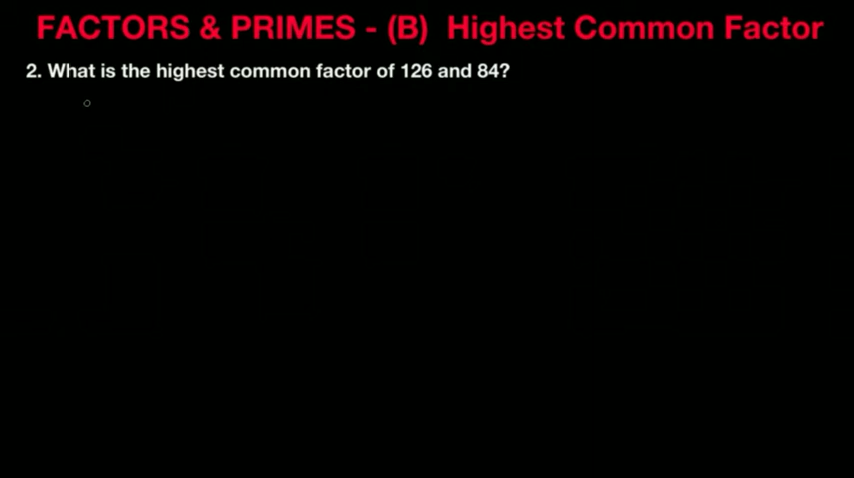 FACTORS & PRIMES - (B) Highest Common Factor
2. What is the highest common factor of 126 and 84?